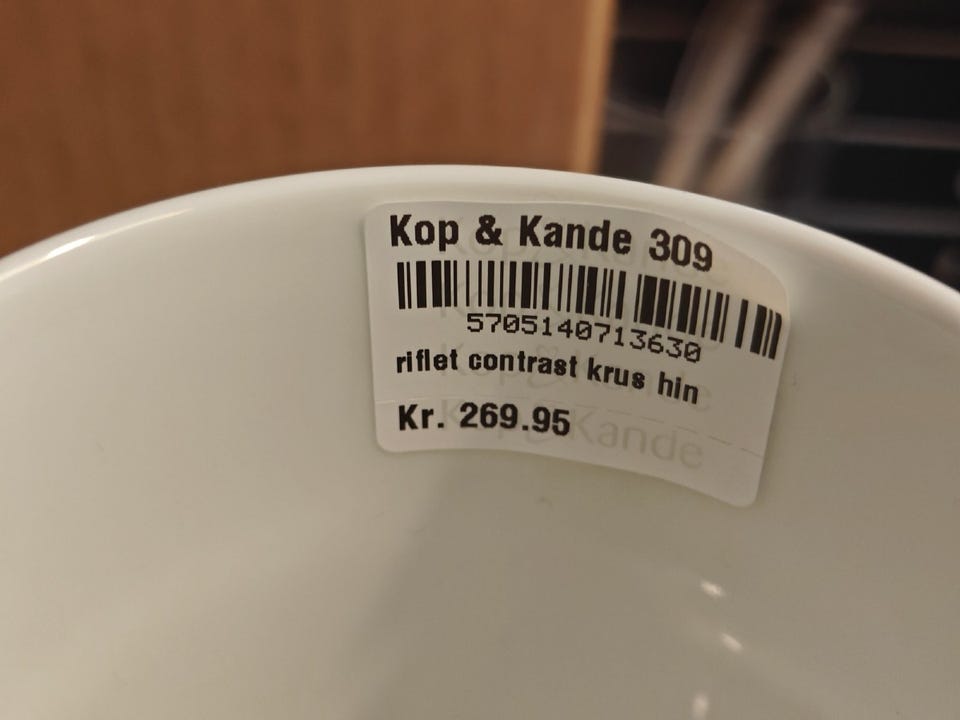 Kop & Kande 309
5705140713630
riflet contrast krus hin
Kr. 269.95